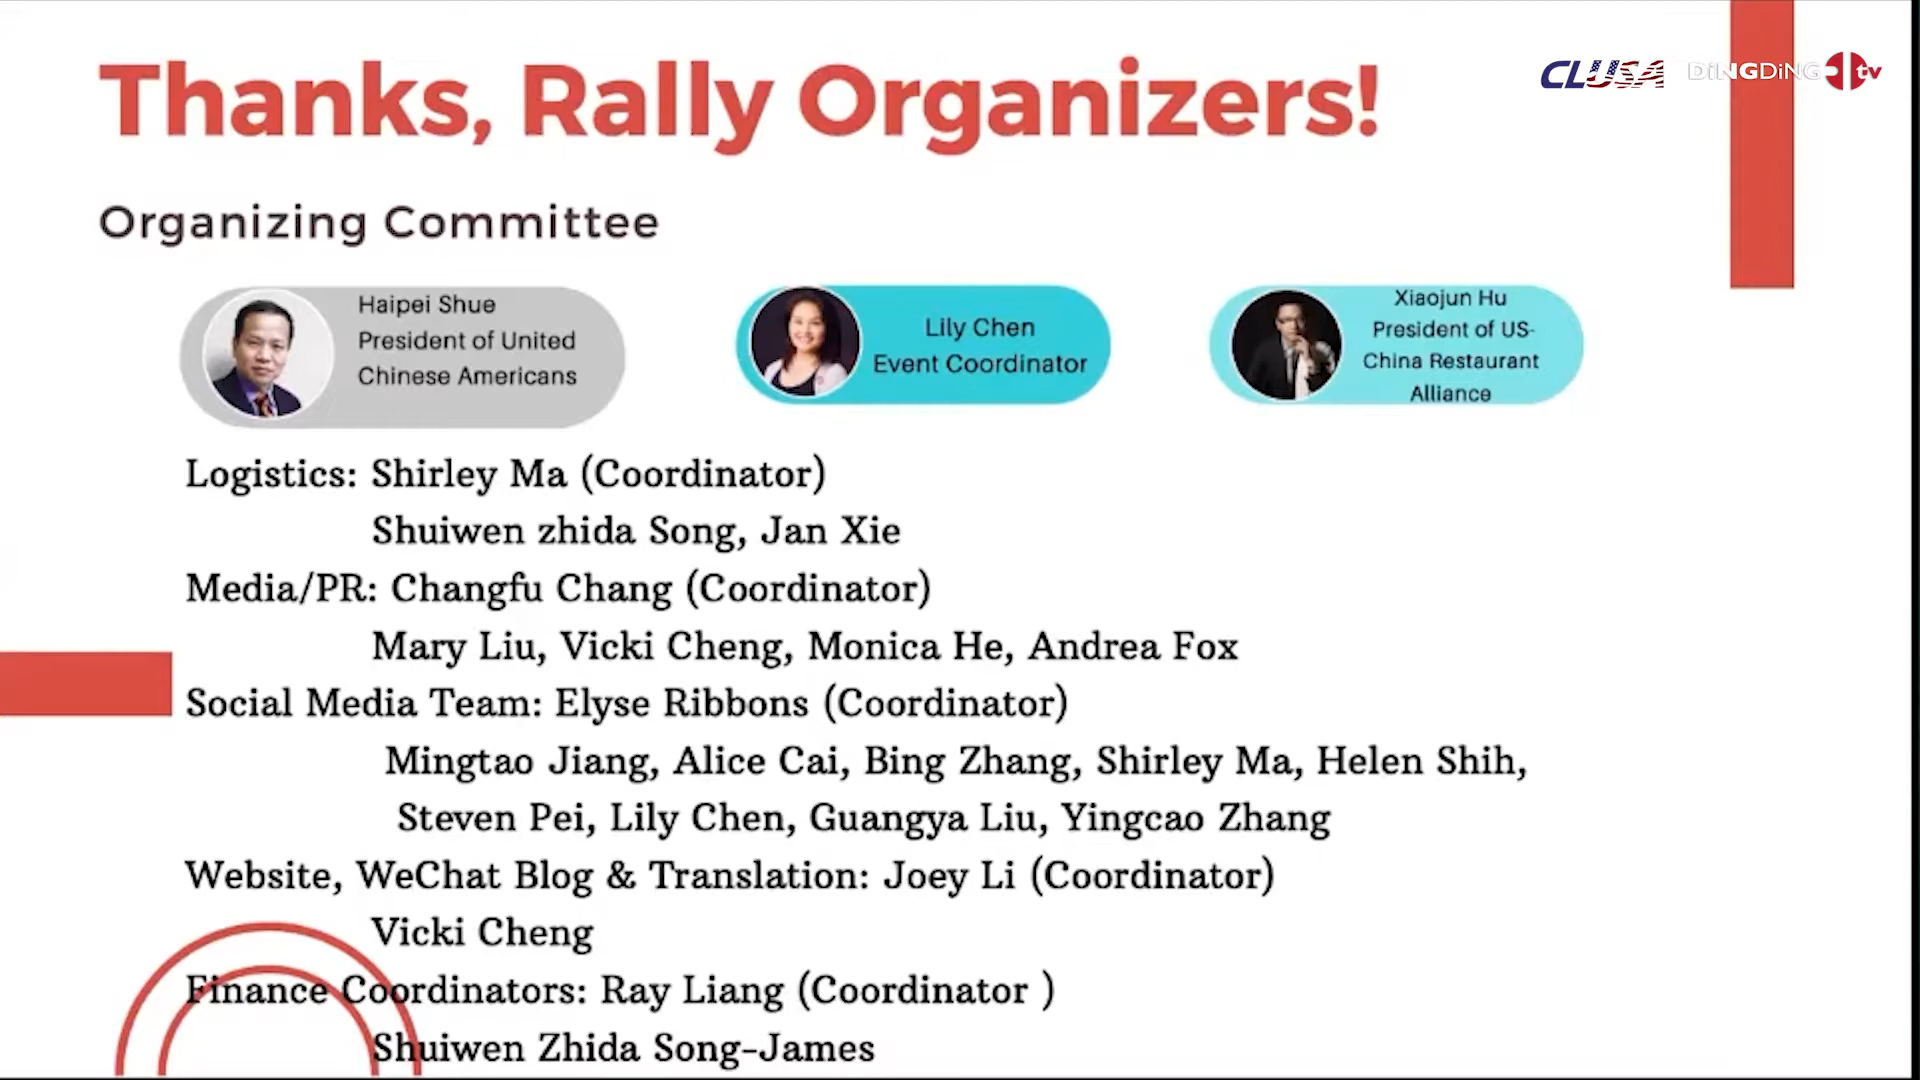 Thanks, Rally Organizers!
CLUSA DiNGDiNG tv
Organizing Committee
Haipei Shue
President of United
Chinese Americans
Lily Chen
Event Coordinator
Xiaojun Hu
President of US-
China Restaurant
Alliance
Logistics: Shirley Ma (Coordinator)
Shuiwen zhida Song, Jan Xie
Media/PR: Changfu Chang (Coordinator)
Mary Liu, Vicki Cheng, Monica He, Andrea Fox
Social Media Team: Elyse Ribbons (Coordinator)
Mingtao Jiang, Alice Cai, Bing Zhang, Shirley Ma, Helen Shih,
Steven Pei, Lily Chen, Guangya Liu, Yingcao Zhang
Website, WeChat Blog & Translation: Joey Li (Coordinator)
Vicki Cheng
Finance Coordinators: Ray Liang (Coordinator )
Shuiwen Zhida Song-James